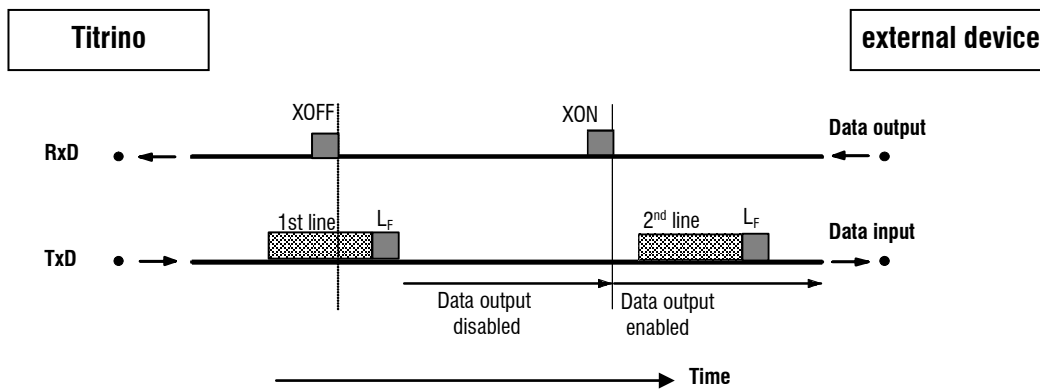 Titrino
external device
XOFF
XON
Data output
RxD
1st line
LF
2nd line
LF
Data input
TxD
Data output
disabled
Data output
enabled
Time